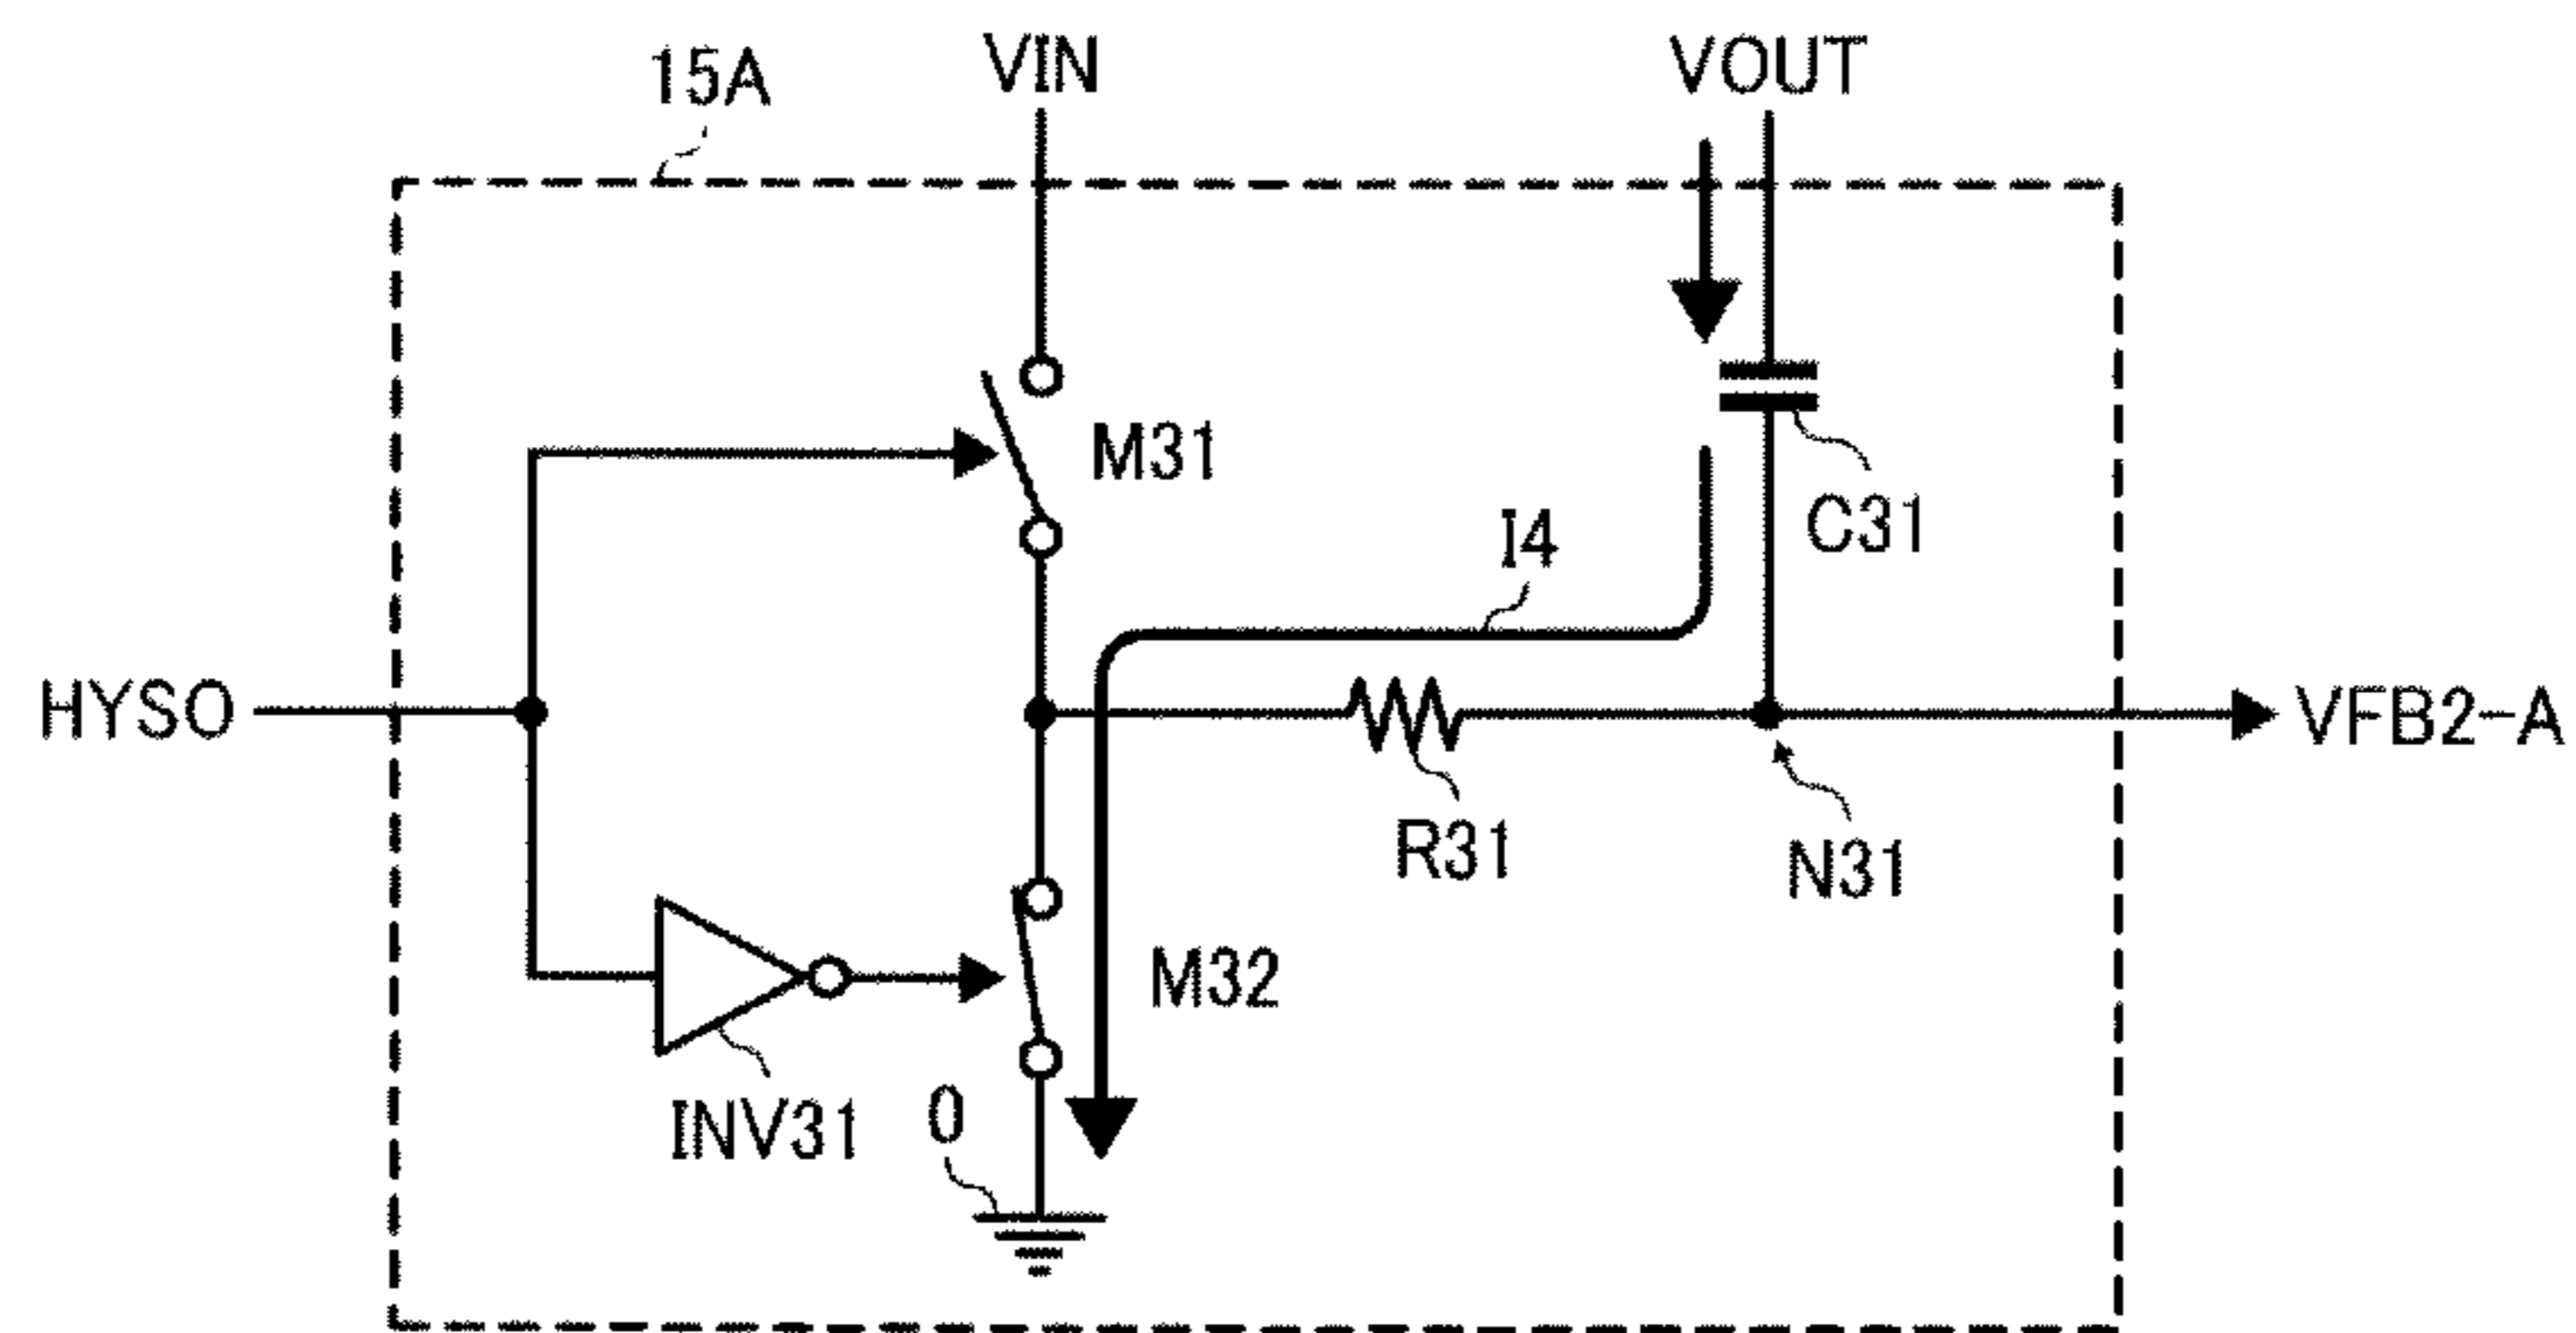 15A
VIN
VOUT
M31
C31
I4
HYSO
VFB2-A
R31
N31
M32
INV31
0